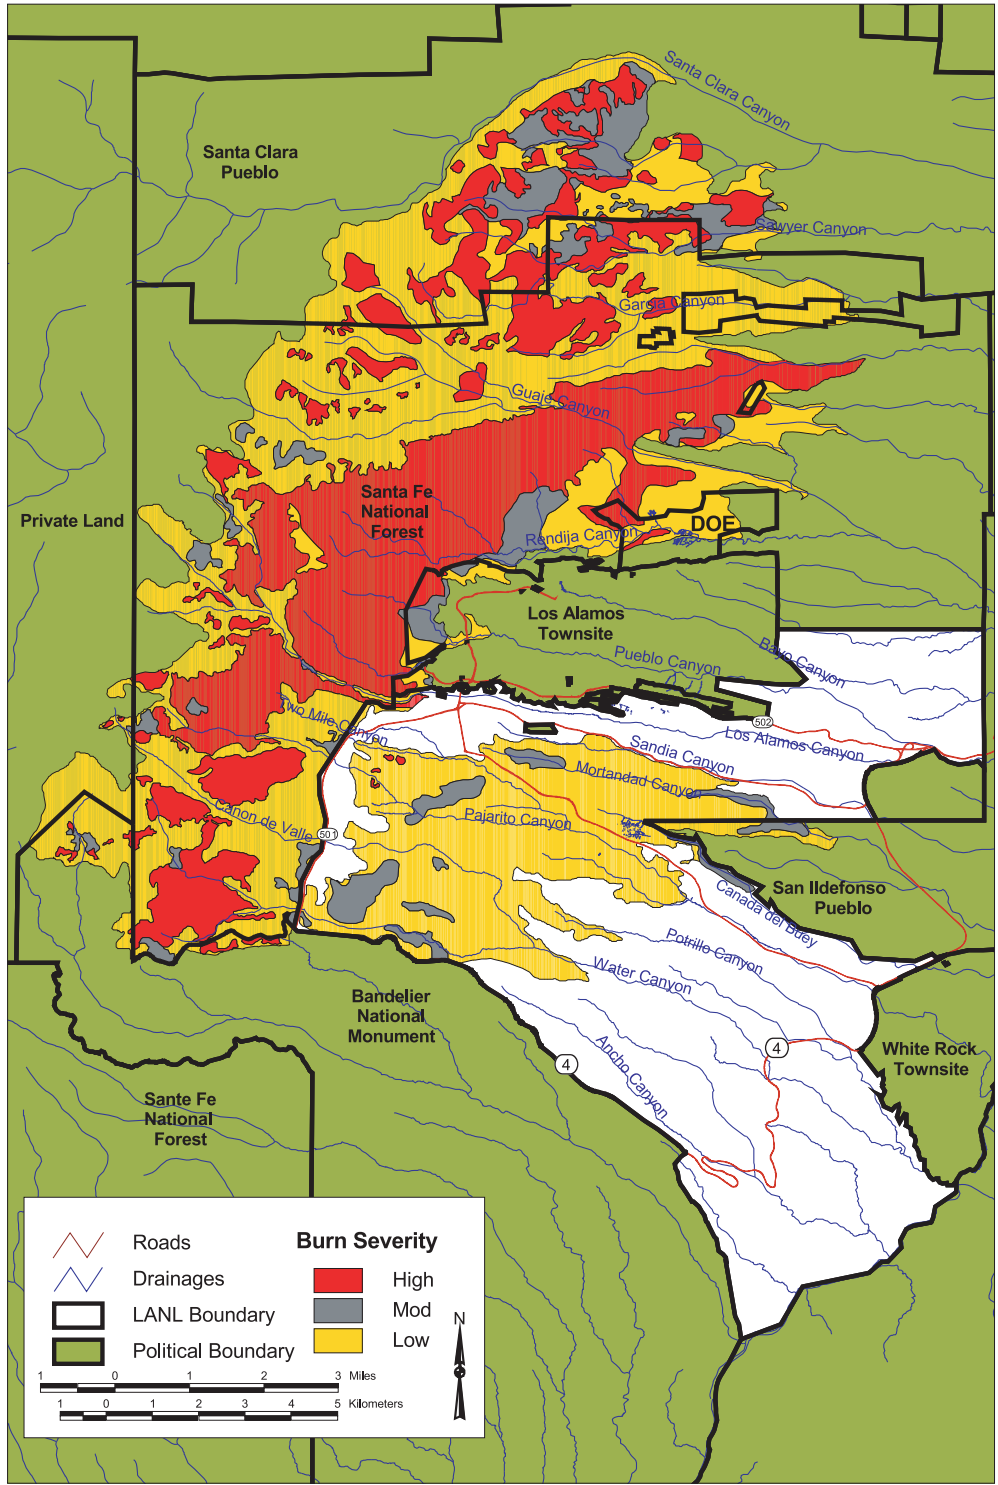 Santa Clara Canyon
Santa Clara
Pueblo
Sawyer Canyon
Garcia Canyon
Guaje Canyon
Santa Fe
National
Forest
Private Land
DOE
Rendija Canyon
Los Alamos
Townsite
Bayo Canyon
Pueblo Canyon
Two Mile Canyon
502
Los Alamos Canyon
Sandia Canyon
Mortandad Canyon
Canon de Valle
501
Pajarito Canyon
San Ildefonso
Pueblo
Canada del Buey
Potrillo Canyon
Water Canyon
Bandelier
National
Monument
Ancho Canyon
4
4
White Rock
Townsite
Sante Fe
National
Forest
Roads
Drainages
LANL Boundary
Political Boundary
Burn Severity
High
Mod
Low
N
1 0 1 2 3 Miles
1 0 1 2 3 4 5 Kilometers